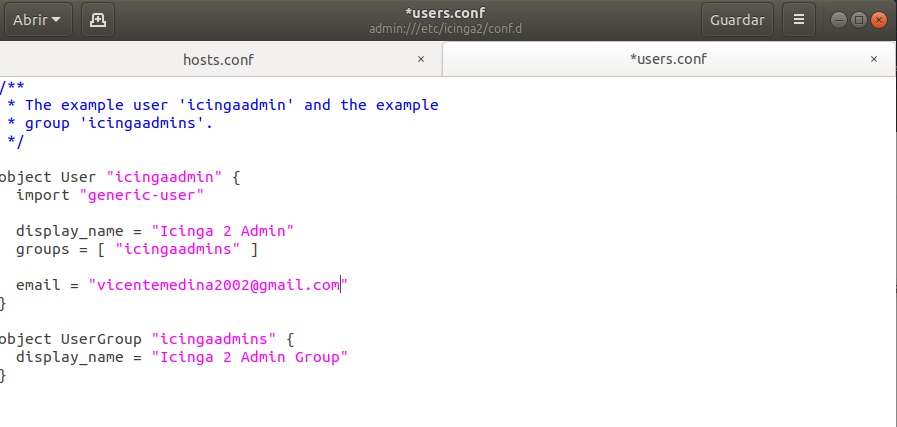 Abrir
*users.conf
admin:///etc/icinga2/conf.d
Guardar
hosts.conf ×
*users.conf ×
/**
 * The example user 'icingaadmin' and the example
 * group 'icingaadmins'.
 */
object User "icingaadmin" {
  import "generic-user"
  display_name = "Icinga 2 Admin"
  groups = [ "icingaadmins" ]
  email = "vicentemedina2002@gmail.com"
}
object UserGroup "icingaadmins" {
  display_name = "Icinga 2 Admin Group"
}